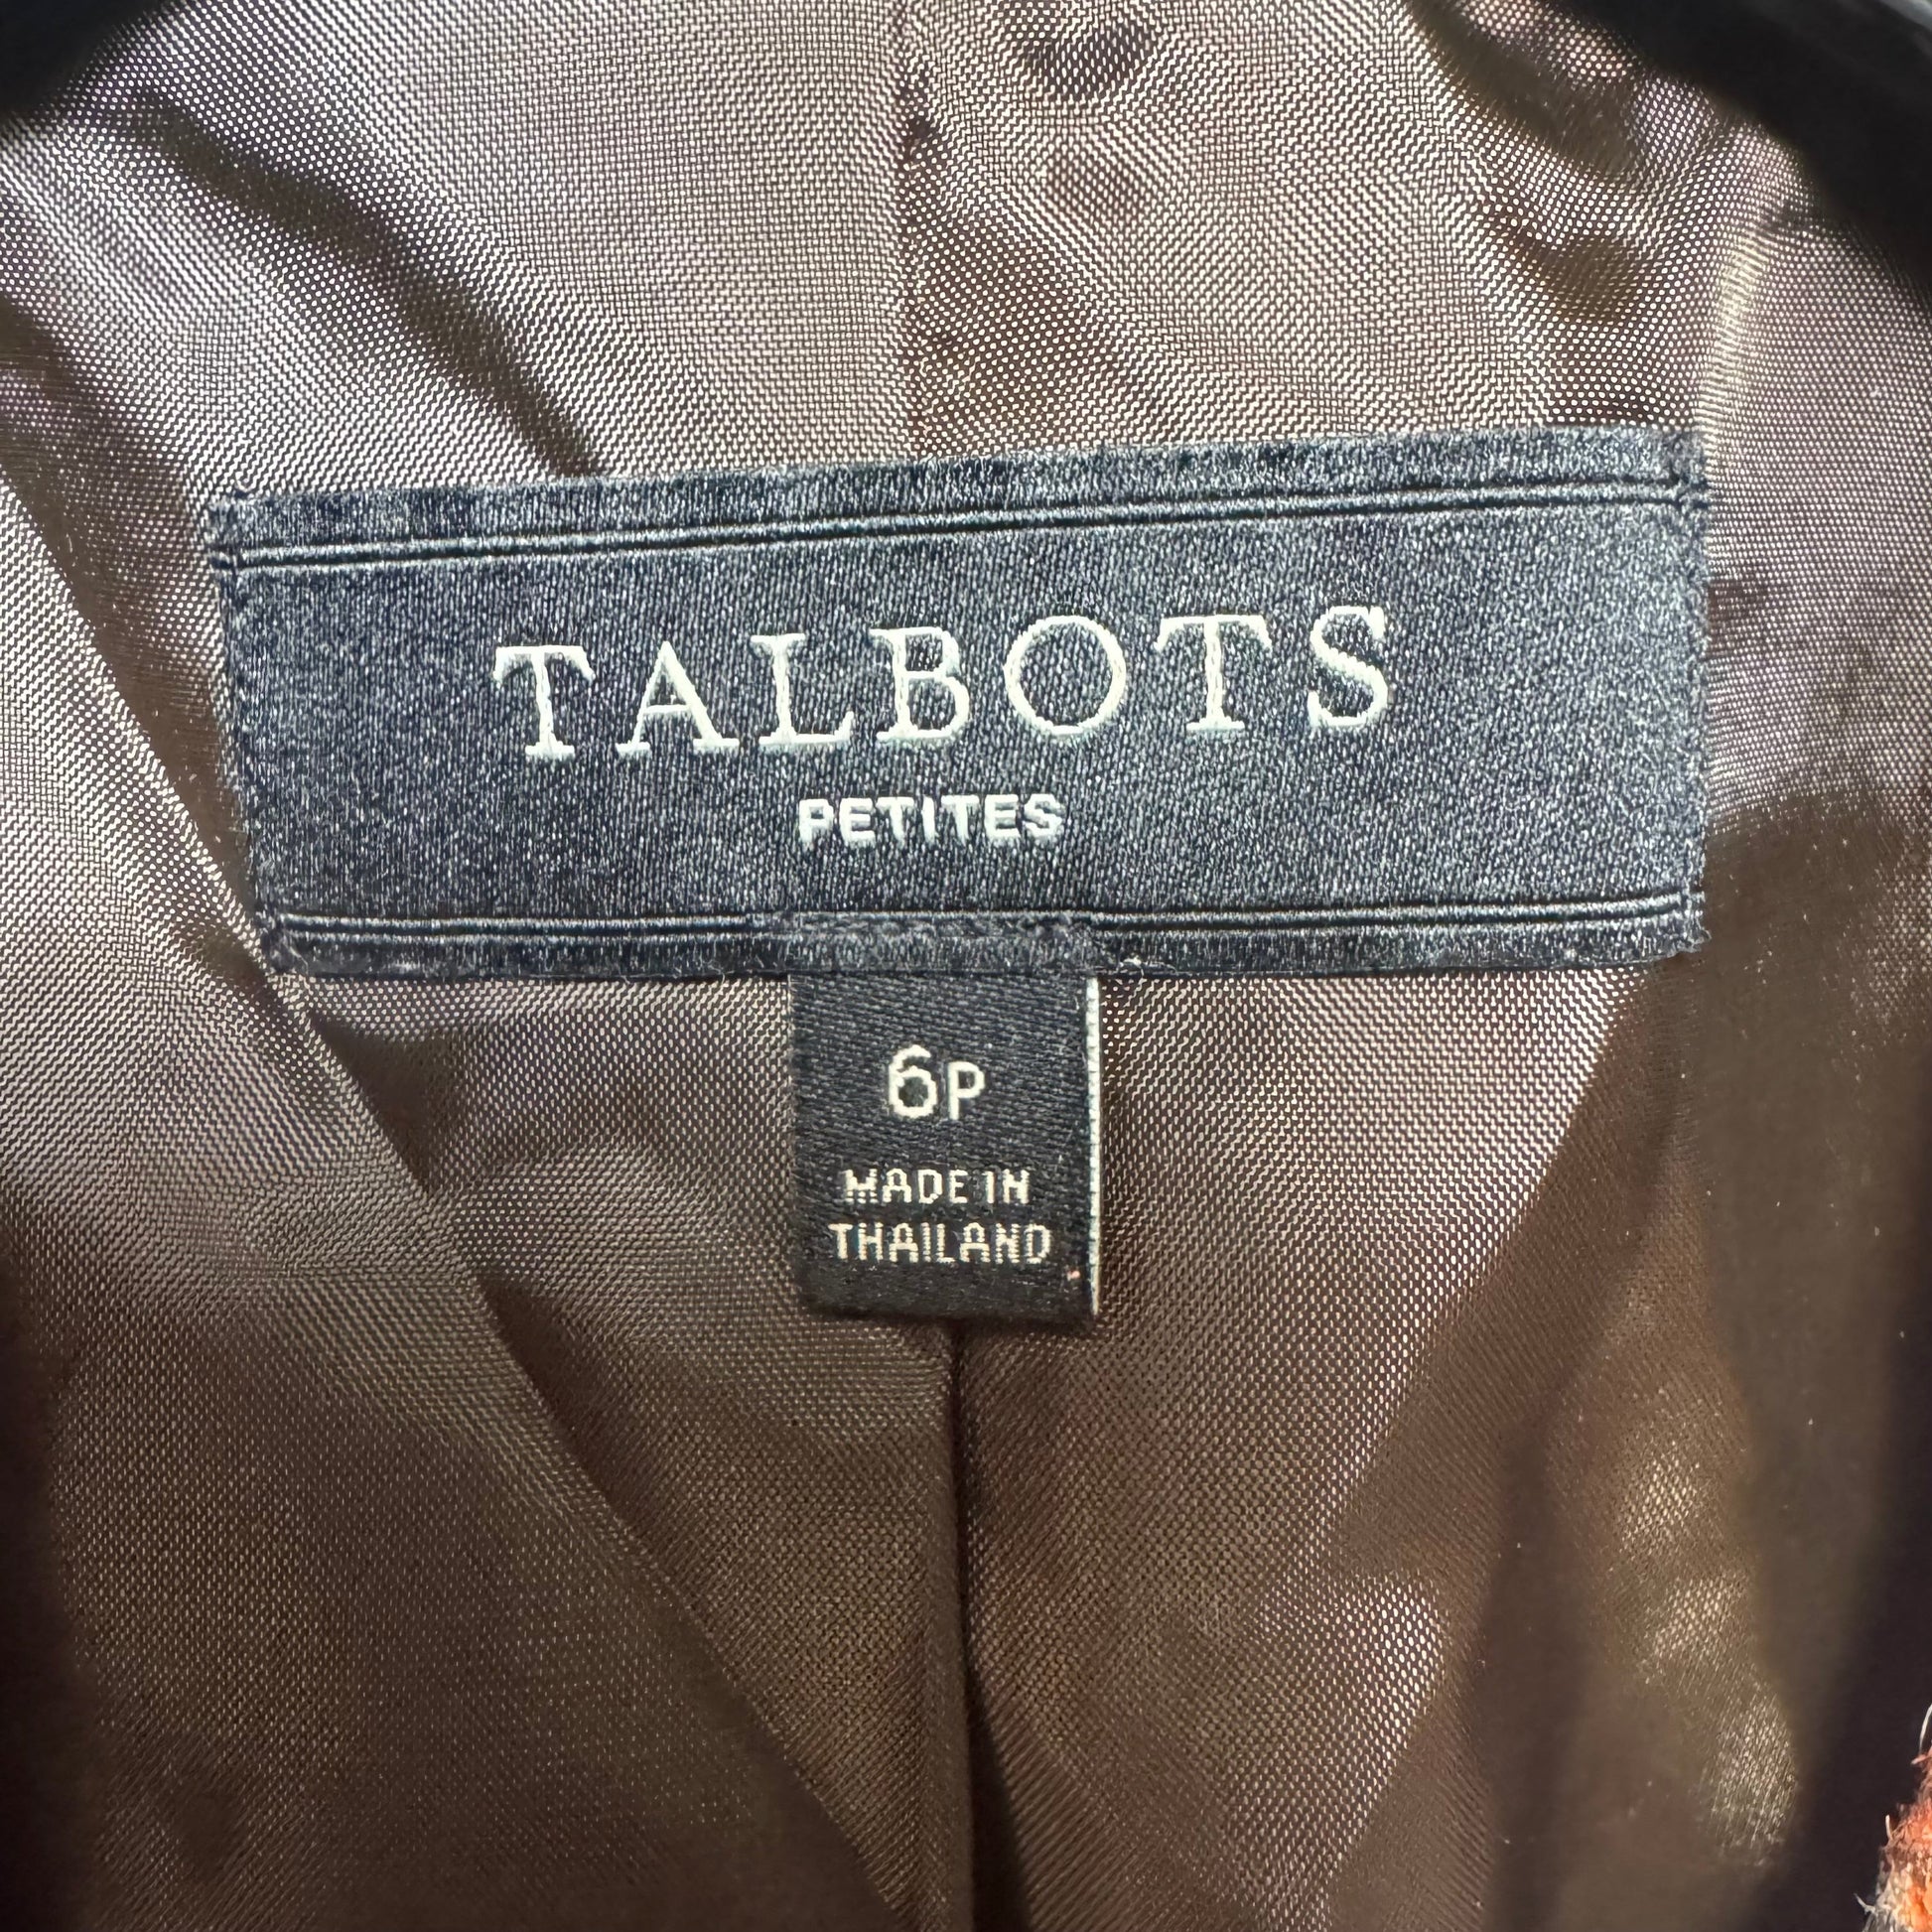 TALBOTS
PETITES
6P
MADE IN
THAILAND